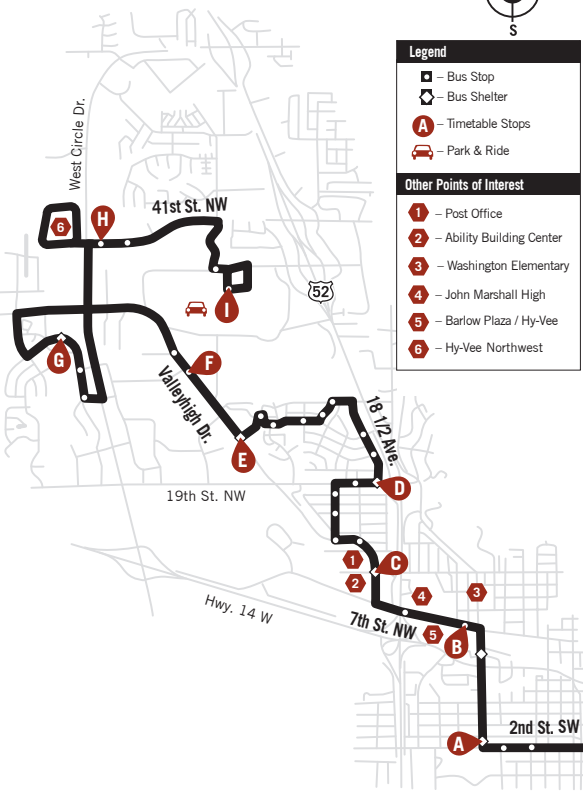 S
Legend
– Bus Stop
– Bus Shelter
A – Timetable Stops
– Park & Ride
Other Points of Interest
1 – Post Office
2 – Ability Building Center
3 – Washington Elementary
4 – John Marshall High
5 – Barlow Plaza / Hy-Vee
6 – Hy-Vee Northwest
West Circle Dr.
6
H
41st St. NW
I
52
G
F
Valleyhigh Dr.
E
18 1/2 Ave.
D
19th St. NW
C
1
2
4
3
Hwy. 14 W
7th St. NW
5
B
A
2nd St. SW